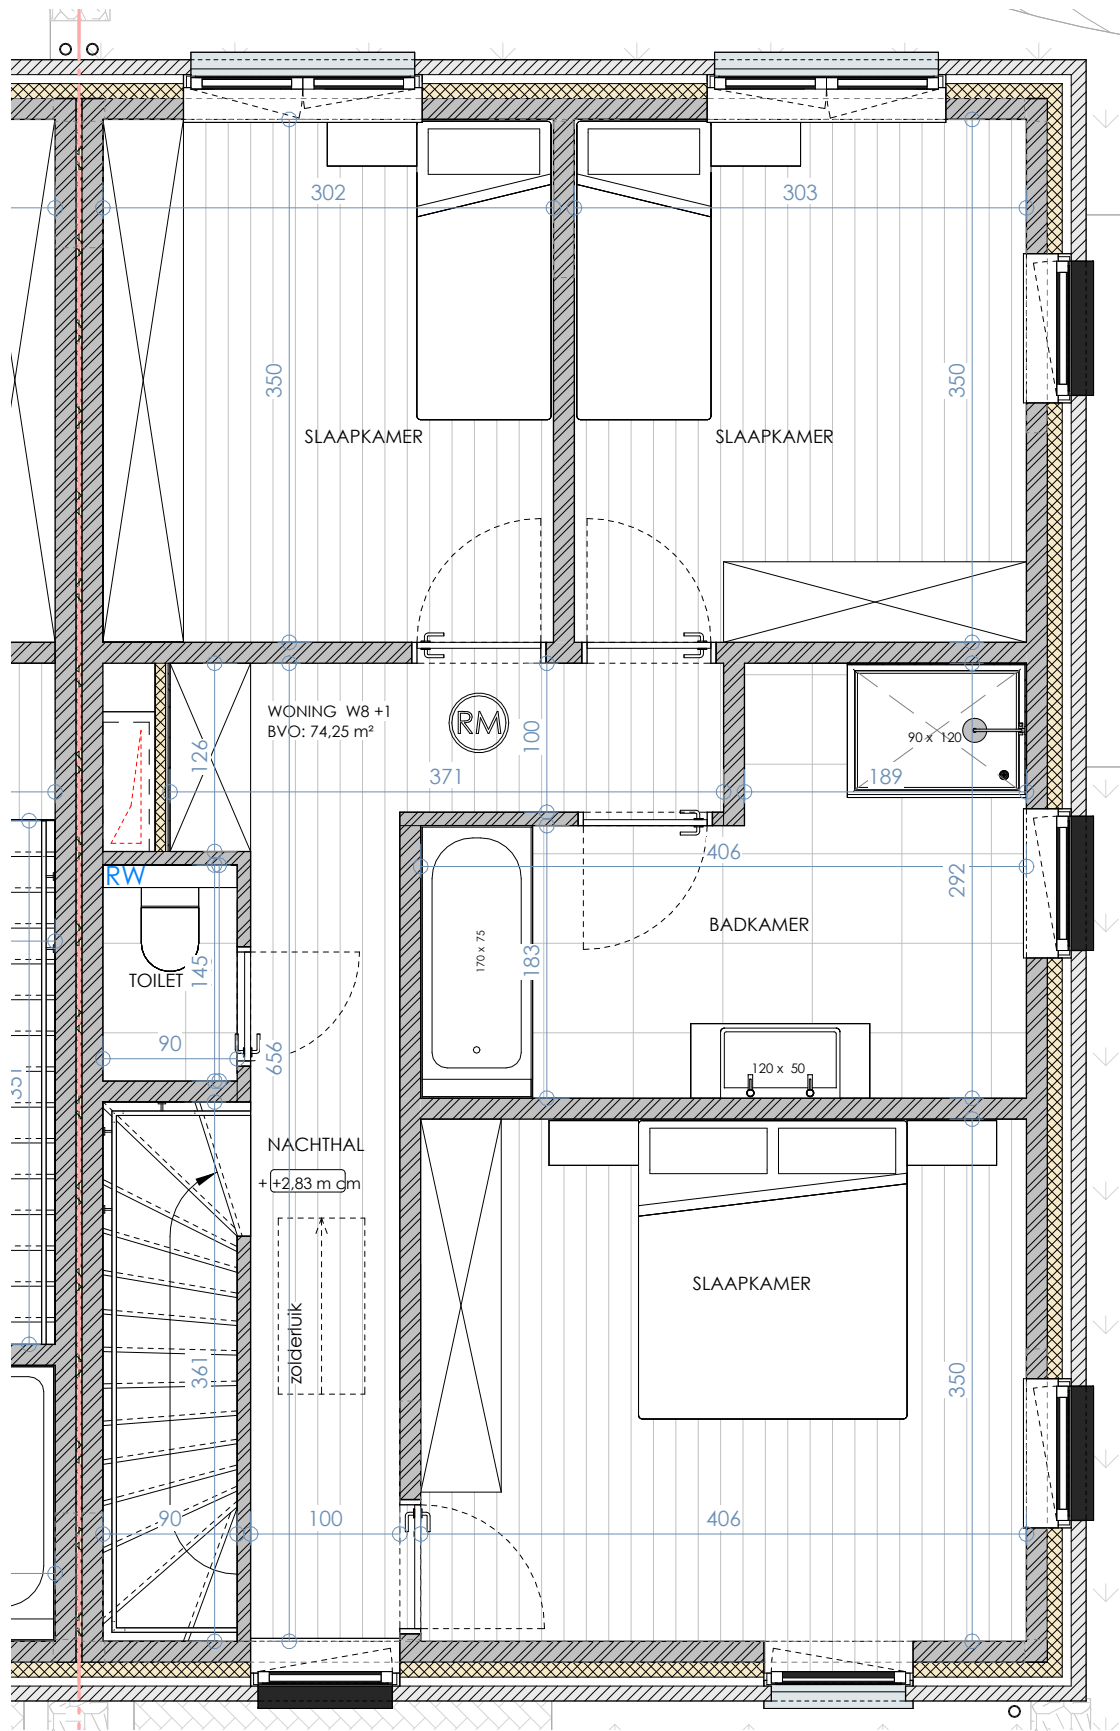 302
303
350
350
SLAAPKAMER
SLAAPKAMER
WONING W8 +1
BVO: 74,25 m²
RM
100
126
371
90 x 120
189
406
RW
292
BADKAMER
170 x 75
183
TOILET
145
90
656
120 x 50
NACHTHAL
+ +2,83 m cm
SLAAPKAMER
zolderluik
361
350
90
100
406